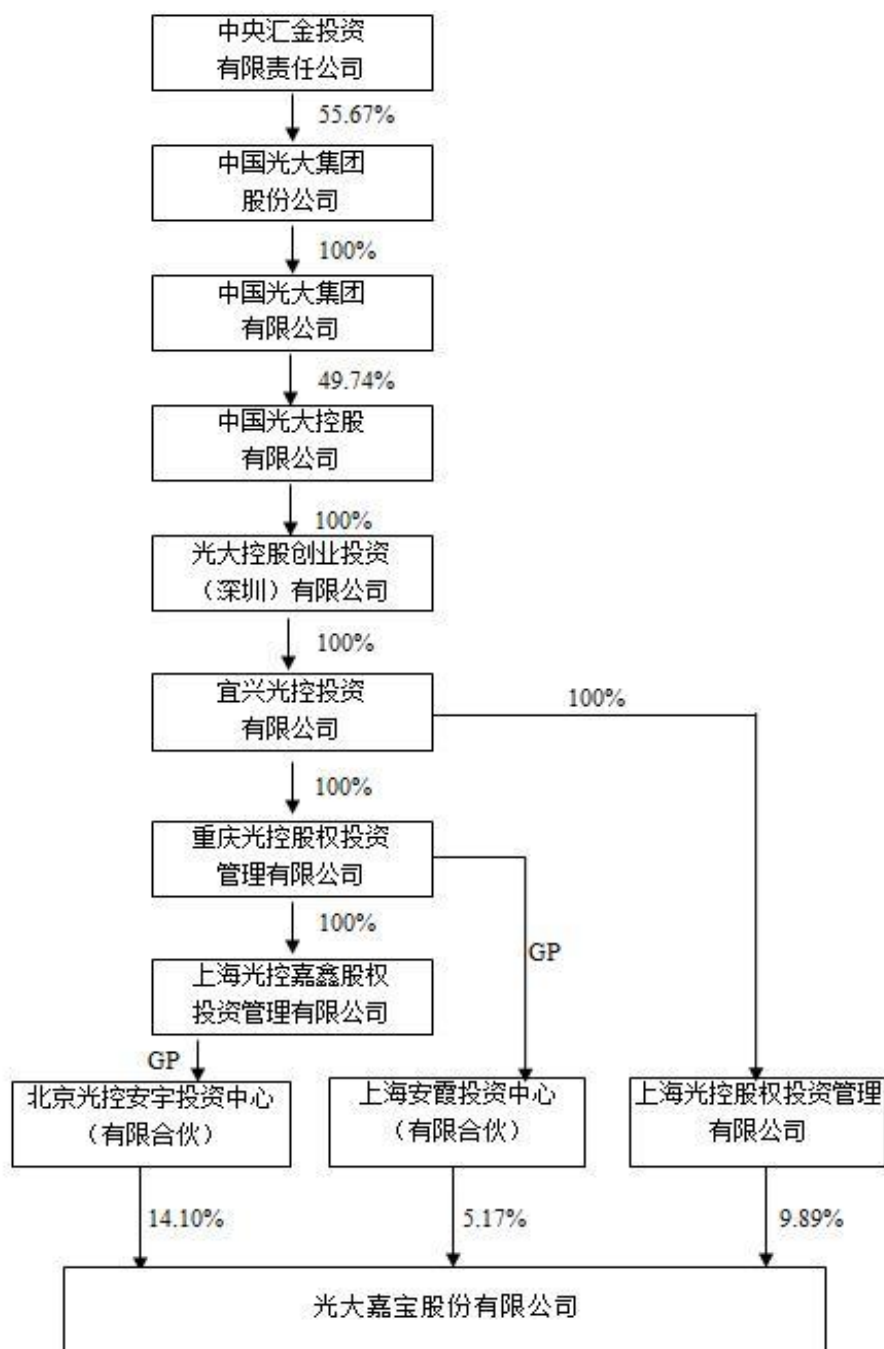 中央汇金投资
有限责任公司
55.67%
中国光大集团
股份公司
100%
中国光大集团
有限公司
49.74%
中国光大控股
有限公司
100%
光大控股创业投资
（深圳）有限公司
100%
宜兴光控投资
有限公司
100%
100%
重庆光控股权投资
管理有限公司
100%
GP
上海光控嘉鑫股权
投资管理有限公司
GP
北京光控安宇投资中心
（有限合伙）
上海安霞投资中心
（有限合伙）
上海光控股权投资管理
有限公司
14.10%
5.17%
9.89%
光大嘉宝股份有限公司